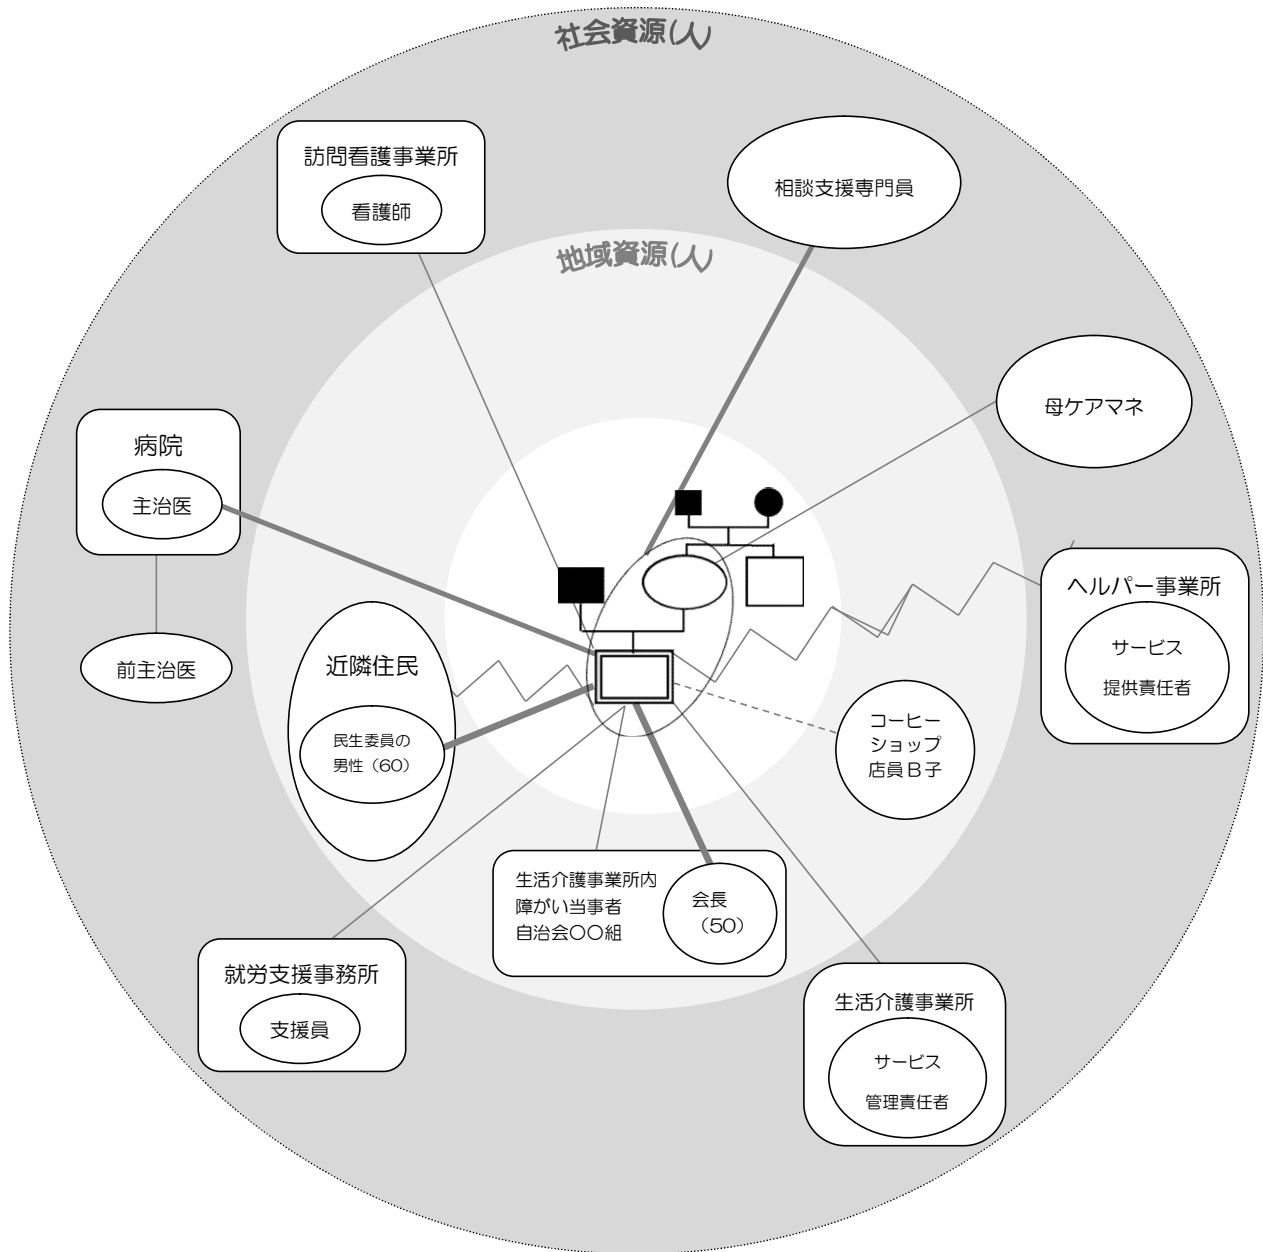 社会資源(人)
訪問看護事業所
看護師
相談支援専門員
地域資源(人)
母ケアマネ
病院
主治医
前主治医
ヘルパー事業所
サービス
提供責任者
近隣住民
民生委員の
男性（60）
コーヒー
ショップ
店員Ｂ子
生活介護事業所内
障がい当事者
自治会〇〇組
会長
（50）
就労支援事務所
支援員
生活介護事業所
サービス
管理責任者